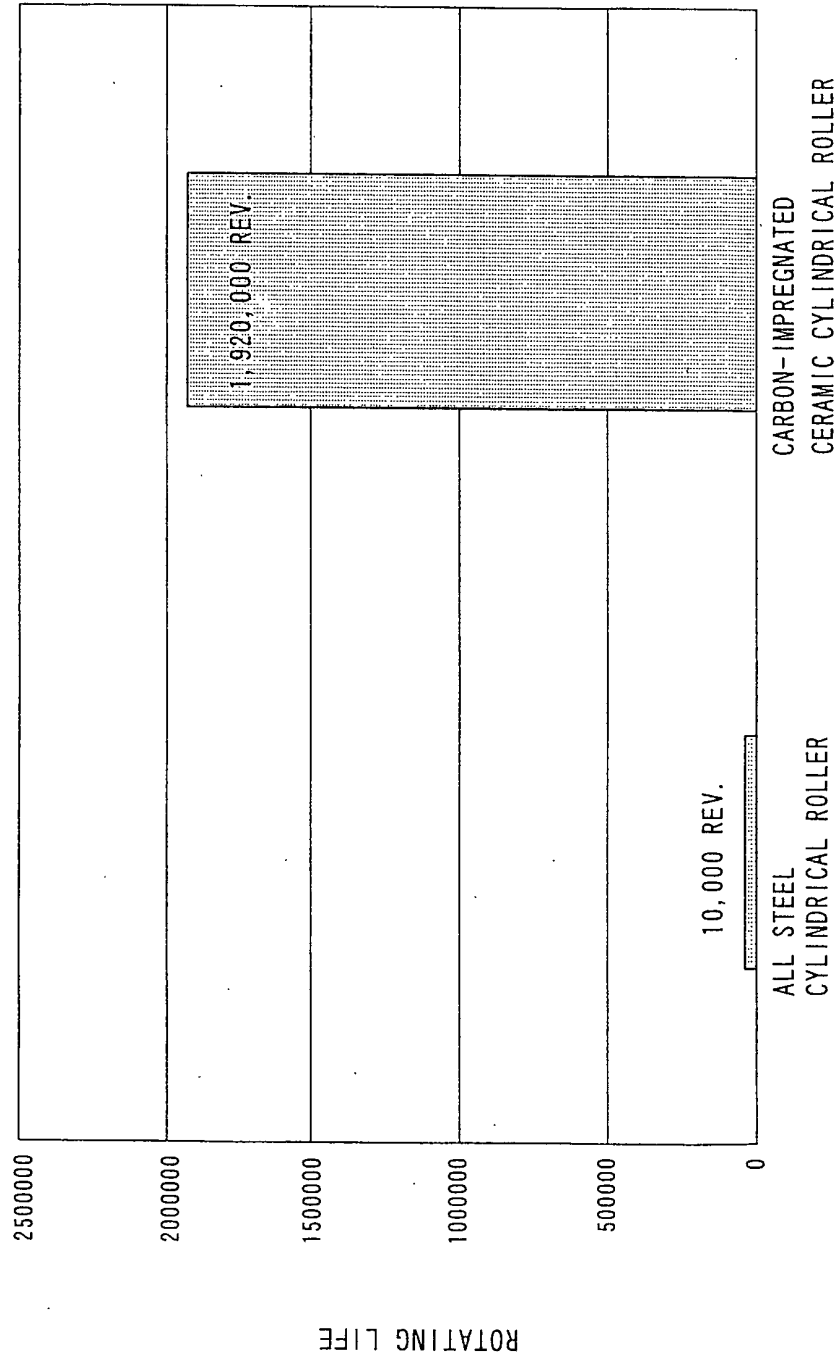 ROTATING LIFE
2500000
2000000
1500000
1000000
500000
0
10,000 REV.
1,920,000 REV.
ALL STEEL
CYLINDRICAL ROLLER
CARBON-IMPREGNATED
CERAMIC CYLINDRICAL ROLLER